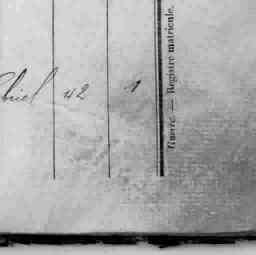 42 1
Guerre. — Registre matricule.